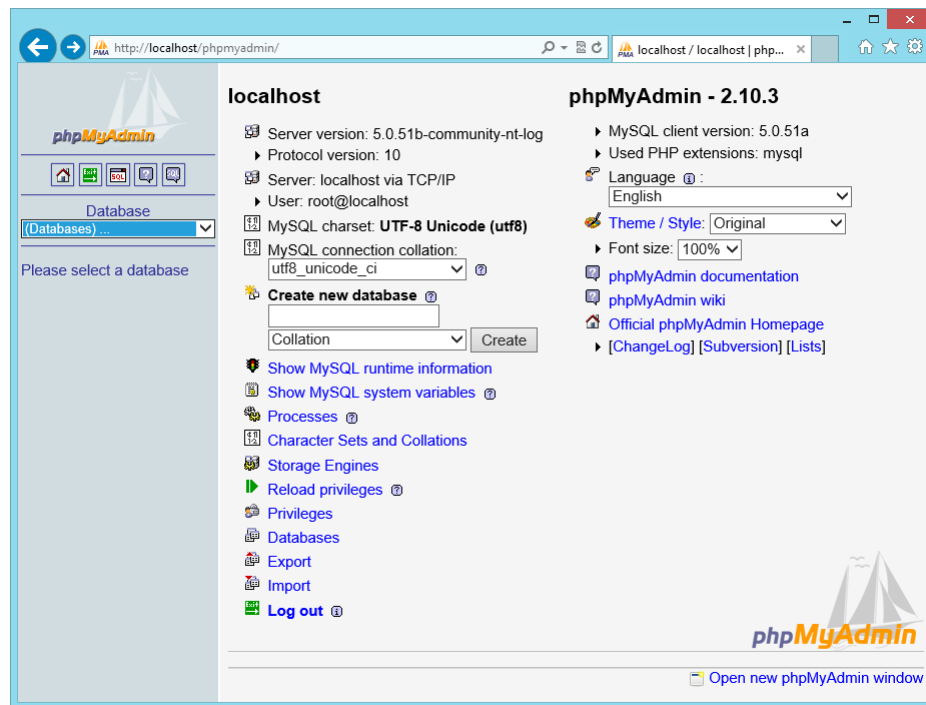 http://localhost/phpmyadmin/
localhost / localhost | php...
phpMyAdmin
Database
(Databases) ...
Please select a database
localhost
Server version: 5.0.51b-community-nt-log
Protocol version: 10
Server: localhost via TCP/IP
User: root@localhost
MySQL charset: UTF-8 Unicode (utf8)
MySQL connection collation:
utf8_unicode_ci
Create new database
Collation
Create
Show MySQL runtime information
Show MySQL system variables
Processes
Character Sets and Collations
Storage Engines
Reload privileges
Privileges
Databases
Export
Import
Log out
phpMyAdmin - 2.10.3
MySQL client version: 5.0.51a
Used PHP extensions: mysql
Language :
English
Theme / Style: Original
Font size: 100%
phpMyAdmin documentation
phpMyAdmin wiki
Official phpMyAdmin Homepage
[ChangeLog] [Subversion] [Lists]
phpMyAdmin
Open new phpMyAdmin window